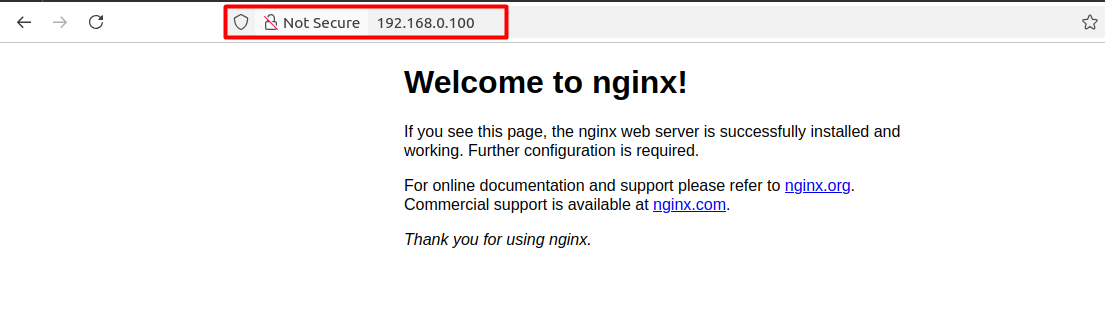 Not Secure 192.168.0.100
Welcome to nginx!
If you see this page, the nginx web server is successfully installed and
working. Further configuration is required.
For online documentation and support please refer to nginx.org.
Commercial support is available at nginx.com.
Thank you for using nginx.